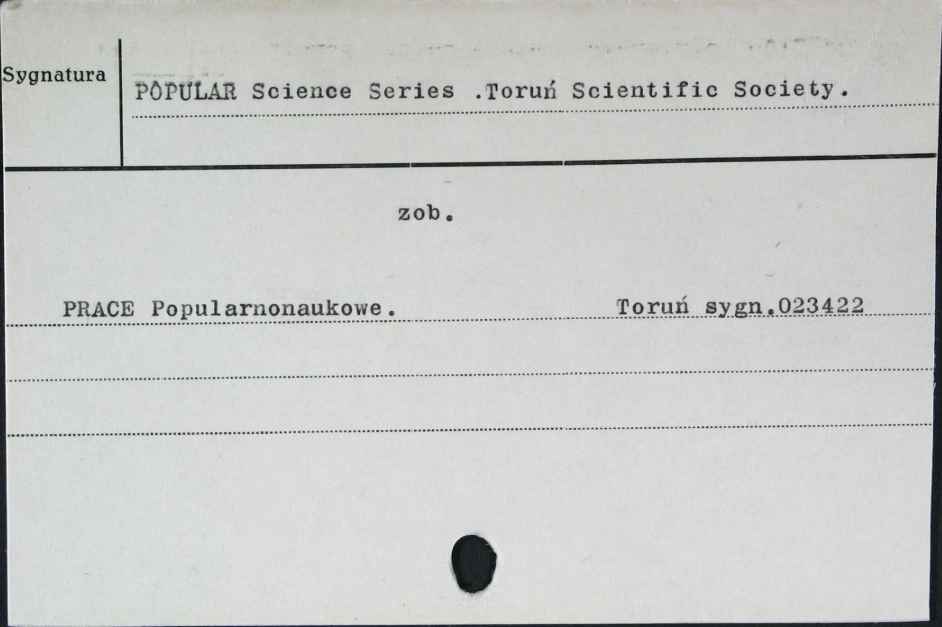 Sygnatura
POPULAR Science Series .Toruń Scientific Society.
zob.
PRACE Popularnonaukowe. Toruń sygn.023422